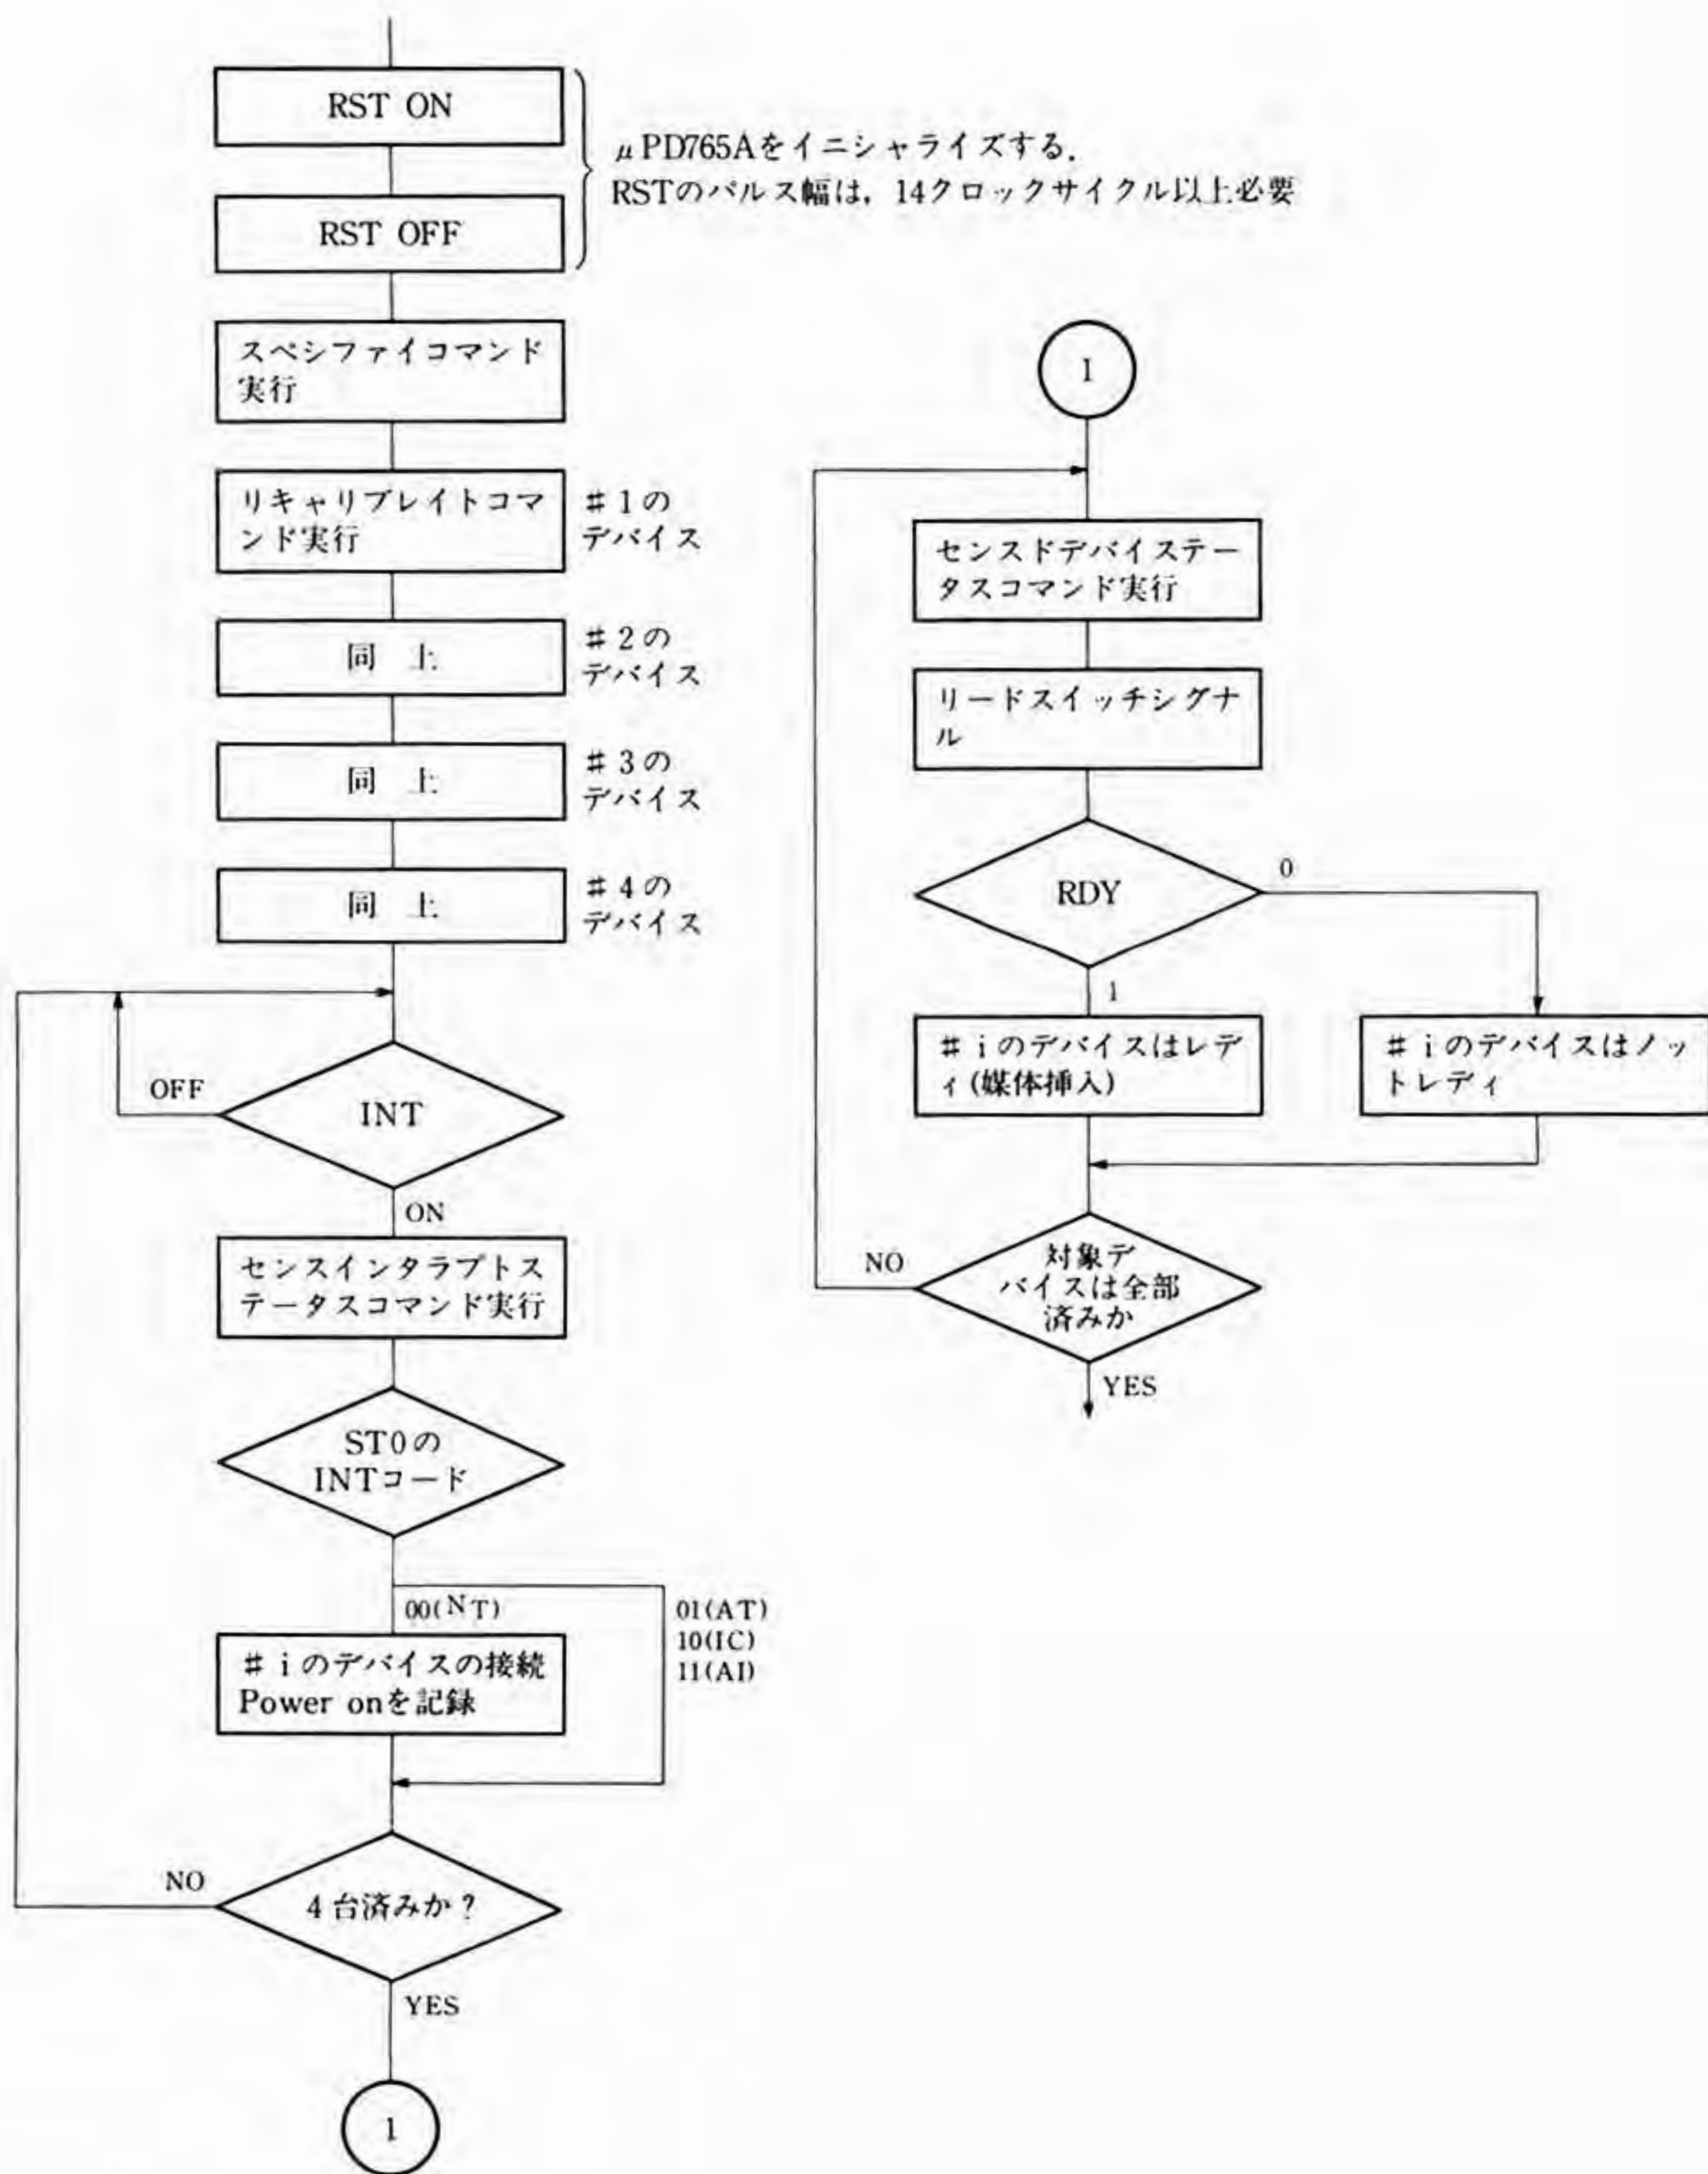 RST ON
RST OFF
μPD765Aをイニシャライズする.
RSTのパルス幅は, 14クロックサイクル以上必要
スペシファイコマンド
実行
リキャリブレイトコマ
ンド実行
#1の
デバイス
同 上
#2の
デバイス
同 上
#3の
デバイス
同 上
#4の
デバイス
OFF
INT
ON
センスインタラプトス
テータスコマンド実行
ST0の
INTコード
00(NT)
01(AT)
10(IC)
11(AI)
#iのデバイスの接続
Power onを記録
NO
4台済みか?
YES
1
1
センスドデバイステー
タスコマンド実行
リードスイッチシグナ
ル
RDY
0
1
#iのデバイスはレデ
ィ(媒体挿入)
#iのデバイスはノッ
トレディ
NO
対象デ
バイスは全部
済みか
YES